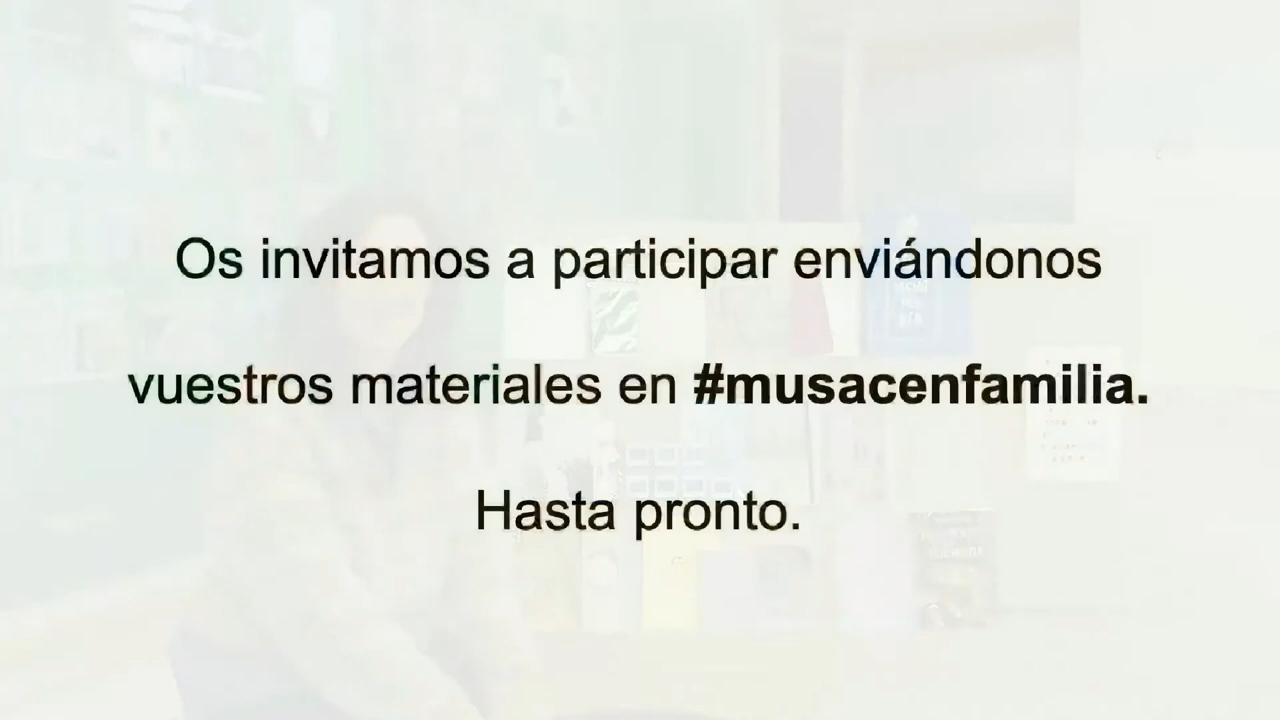 Os invitamos a participar enviándonos
vuestros materiales en #musacenfamilia.
Hasta pronto.